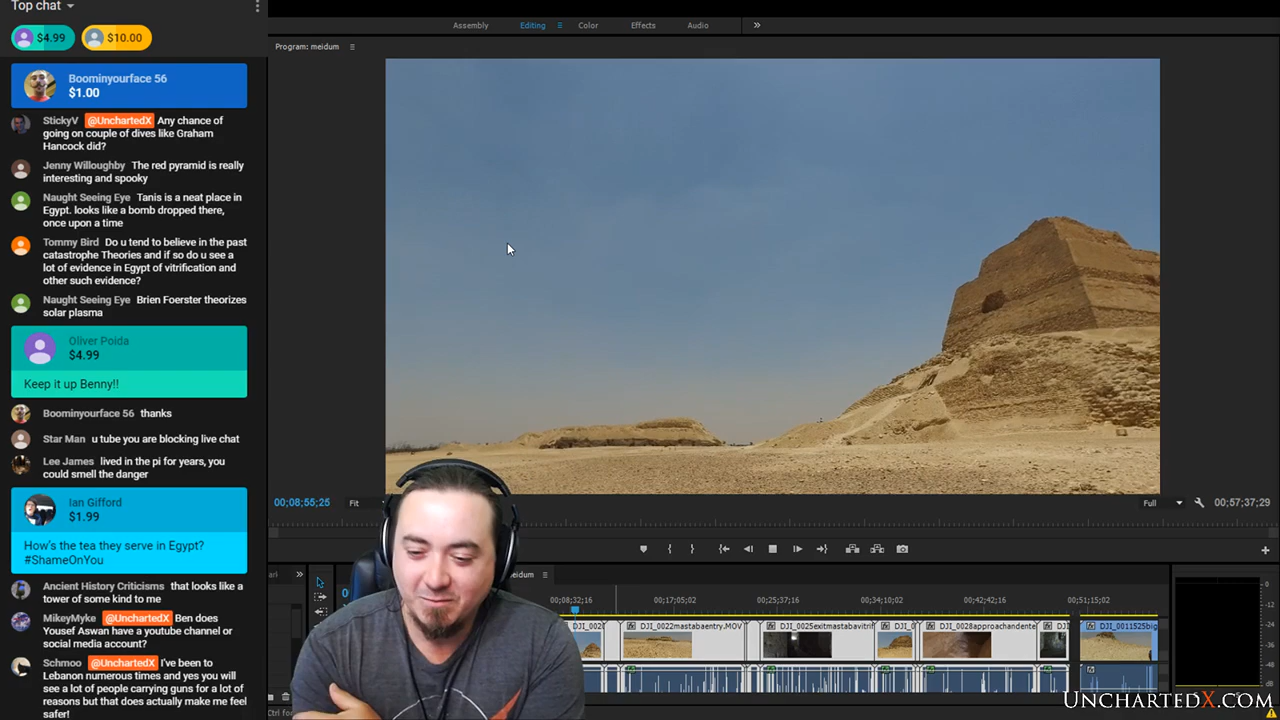 Top chat
$4.99 $10.00
Boominyourface 56
$1.00
StickyV @UnchartedX Any chance of
going on couple of dives like Graham
Hancock did?
Jenny Willoughby The red pyramid is really
interesting and spooky
Naught Seeing Eye Tanis is a neat place in
Egypt. looks like a bomb dropped there,
once upon a time
Tommy Bird Do u tend to believe in the past
catastrophe Theories and if so do u see a
lot of evidence in Egypt of vitrification and
other such evidence?
Naught Seeing Eye Brien Foerster theorizes
solar plasma
Oliver Poida
$4.99
Keep it up Benny!!
Boominyourface 56 thanks
Star Man u tube you are blocking live chat
Lee James lived in the pi for years, you
could smell the danger
Ian Gifford
$1.99
How's the tea they serve in Egypt?
#ShameOnYou
Ancient History Criticisms that looks like a
tower of some kind to me
MikeyMyke @UnchartedX Ben does
Yousef Aswan have a youtube channel or
social media account?
Schmoo @UnchartedX I've been to
Lebanon numerous times and yes you will
see a lot of people carrying guns for a lot of
reasons but that does actually make me feel
safer!
Assembly Editing Color Effects Audio
Program: meidum
00;08;55;25 Fit Full 00;57;37;29
eidum
00;08;32;16 00;17;05;02 00;25;37;16 00;34;10;02 00;42;42;16 00;51;15;02
DJI_0022mastabaentry.MOV DJI_0025exitmastabavitrif DJI_002 DJI_0028approachandente DJI DJI_0011525big
0
-12
-24
-36
-48
UnchartedX.com